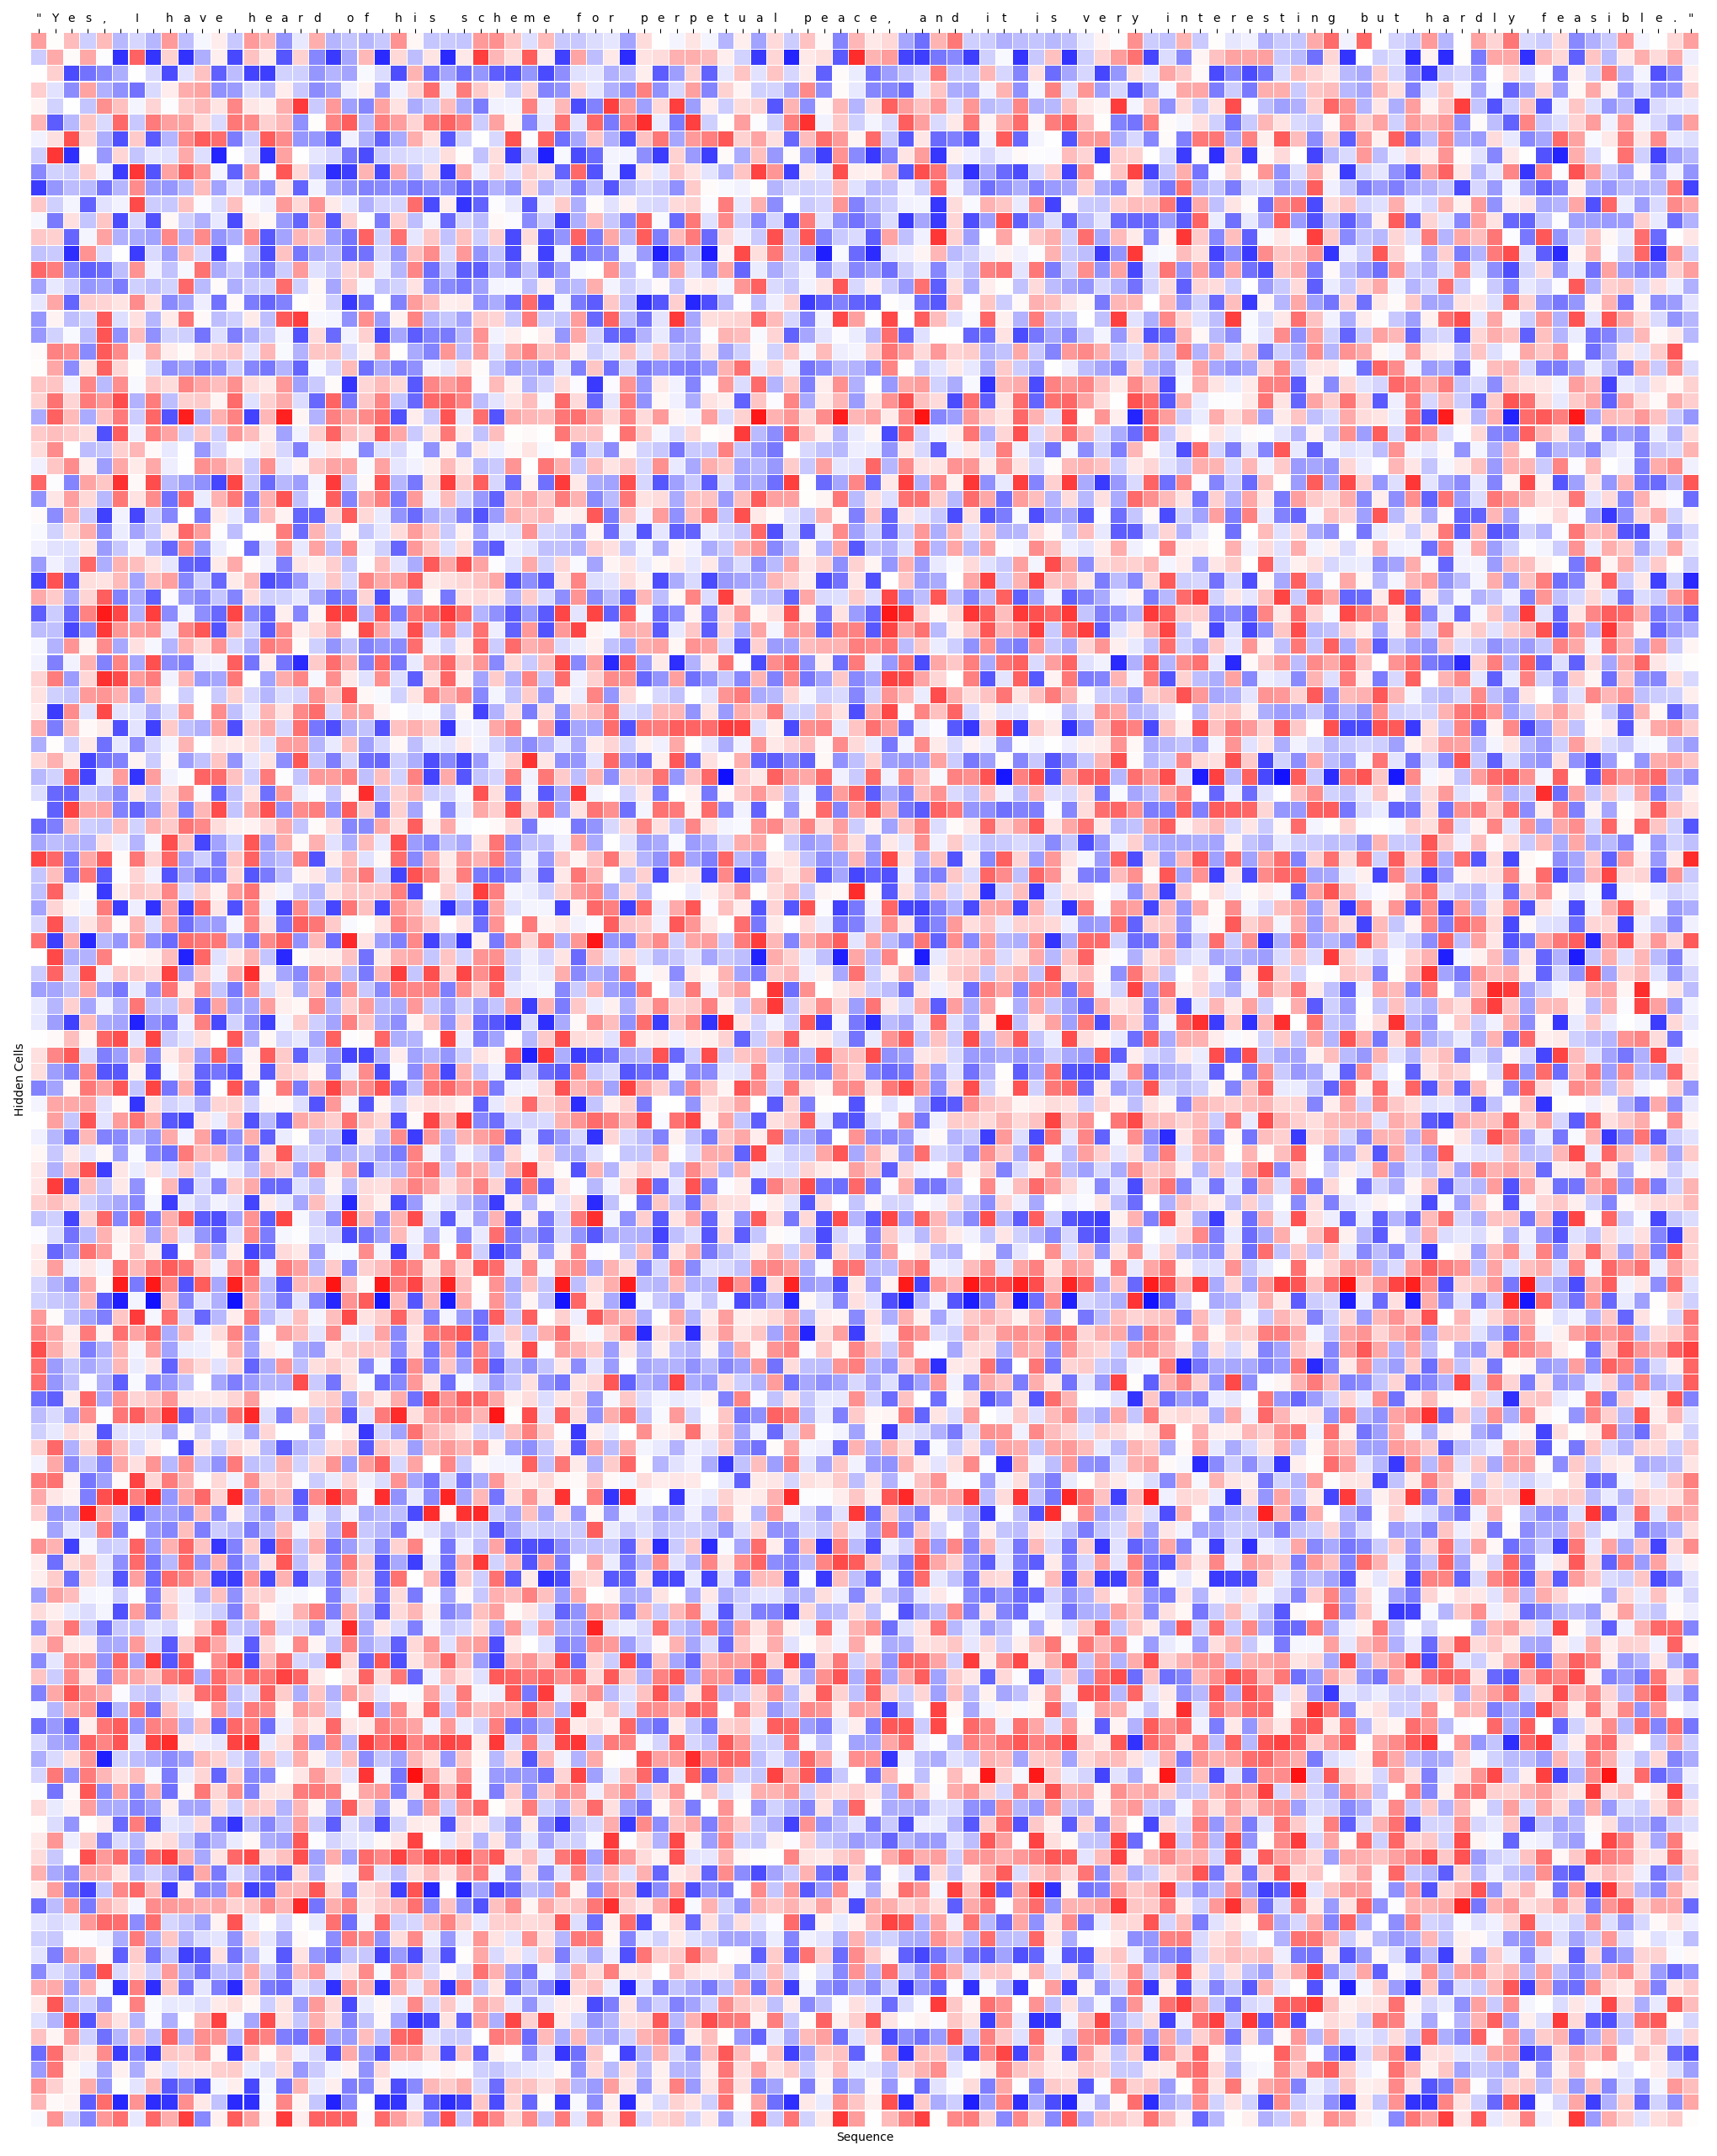 "Yes, I have heard of his scheme for perpetual peace, and it is very interesting but hardly feasible."
Hidden Cells
Sequence